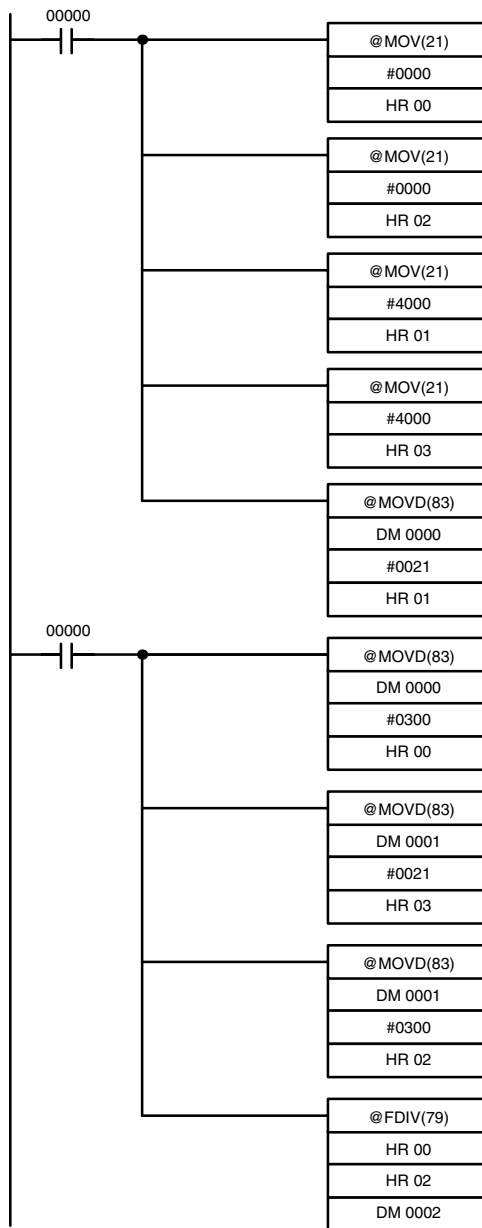 00000
@MOV(21)
#0000
HR 00
@MOV(21)
#0000
HR 02
@MOV(21)
#4000
HR 01
@MOV(21)
#4000
HR 03
@MOVD(83)
DM 0000
#0021
HR 01
00000
@MOVD(83)
DM 0000
#0300
HR 00
@MOVD(83)
DM 0001
#0021
HR 03
@MOVD(83)
DM 0001
#0300
HR 02
@FDIV(79)
HR 00
HR 02
DM 0002